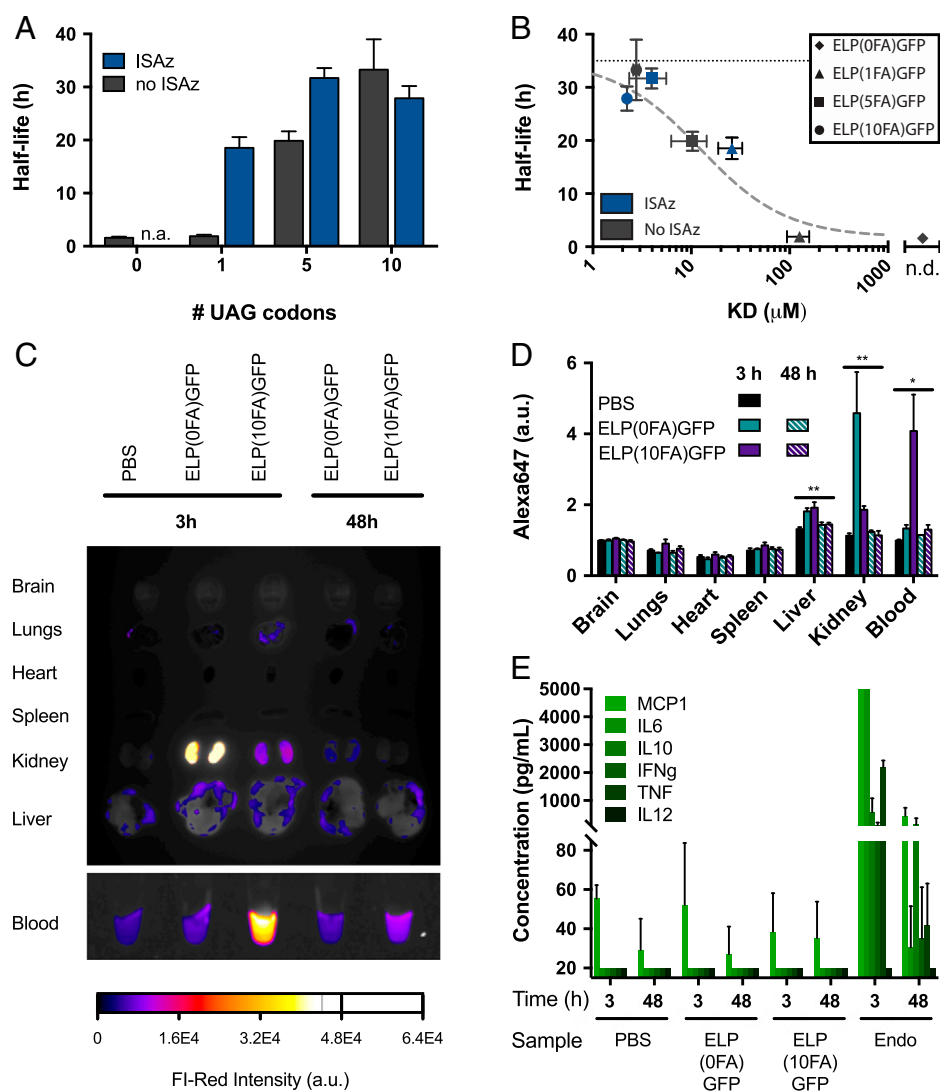 A
Half-life (h)
40
30
20
10
0
ISAz
no ISAz
n.a.
0
1
5
10
# UAG codons
B
Half-life (h)
40
30
20
10
0
ELP(0FA)GFP
ELP(1FA)GFP
ELP(5FA)GFP
ELP(10FA)GFP
ISAz
No ISAz
1
10
100
1000
n.d.
KD (μM)
C
PBS
ELP(0FA)GFP
ELP(10FA)GFP
ELP(0FA)GFP
ELP(10FA)GFP
3h
48h
Brain
Lungs
Heart
Spleen
Kidney
Liver
Blood
0
1.6E4
3.2E4
4.8E4
6.4E4
FI-Red Intensity (a.u.)
D
Alexa647 (a.u.)
6
4
2
0
3 h 48 h
PBS
ELP(0FA)GFP
ELP(10FA)GFP
**
**
*
Brain
Lungs
Heart
Spleen
Liver
Kidney
Blood
E
Concentration (pg/mL)
5000
4000
3000
2000
1000
80
60
40
20
MCP1
IL6
IL10
IFNg
TNF
IL12
Time (h) 3 48 3 48 3 48 3 48
Sample
PBS
ELP
(0FA)
GFP
ELP
(10FA)
GFP
Endo